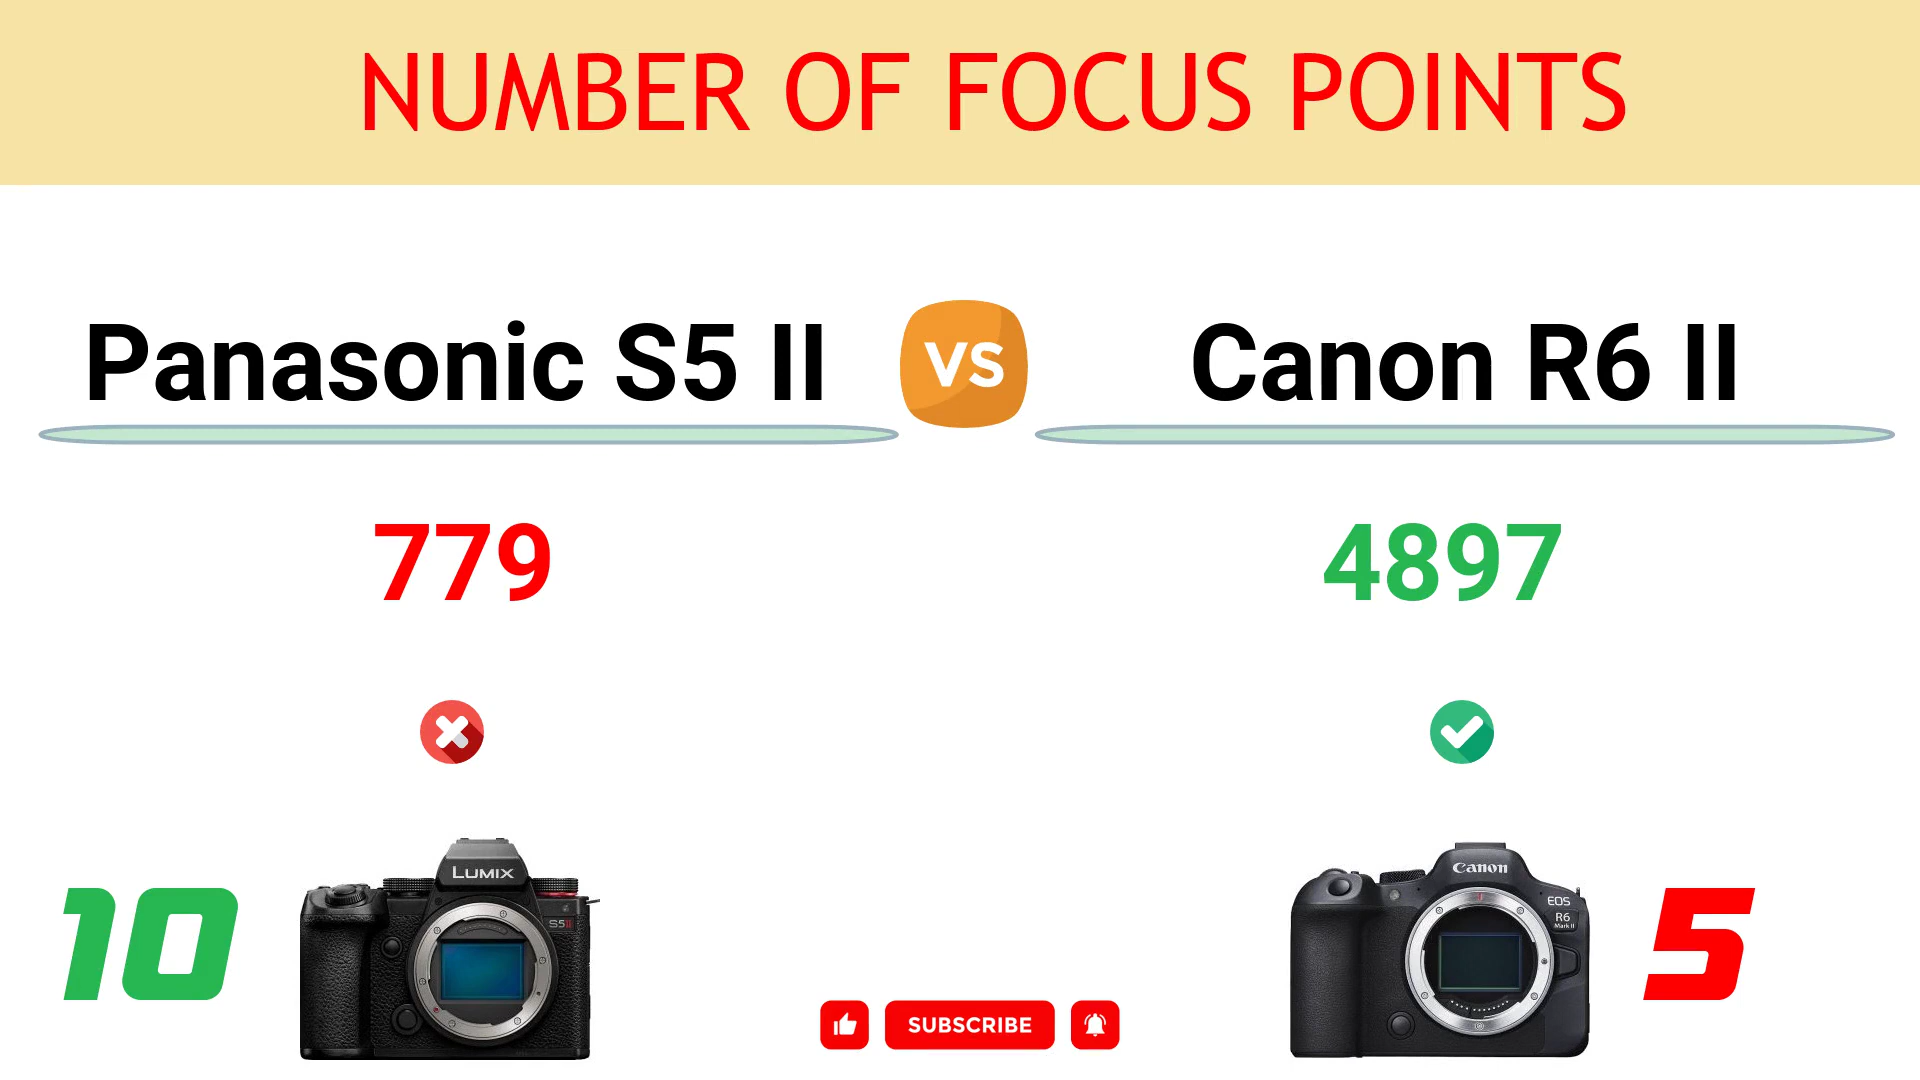 NUMBER OF FOCUS POINTS
Panasonic S5 II
VS
Canon R6 II
779
4897
10
LUMIX
S5II
Canon
EOS
R6
Mark II
5
SUBSCRIBE